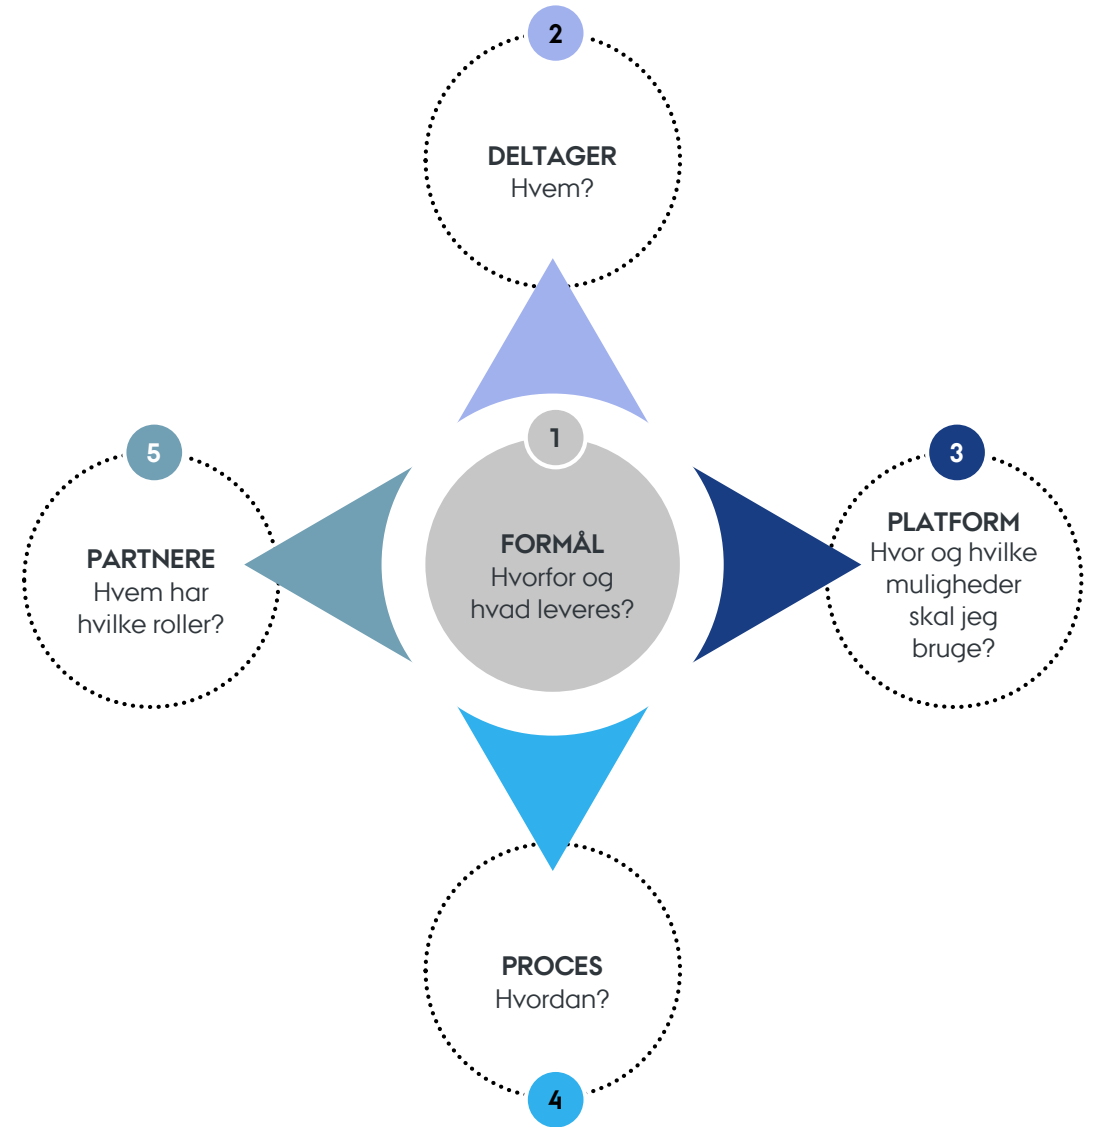 2
DELTAGER
Hvem?
1
FORMÅL
Hvorfor og
hvad leveres?
5
PARTNERE
Hvem har
hvilke roller?
3
PLATFORM
Hvor og hvilke
muligheder
skal jeg
bruge?
PROCES
Hvordan?
4